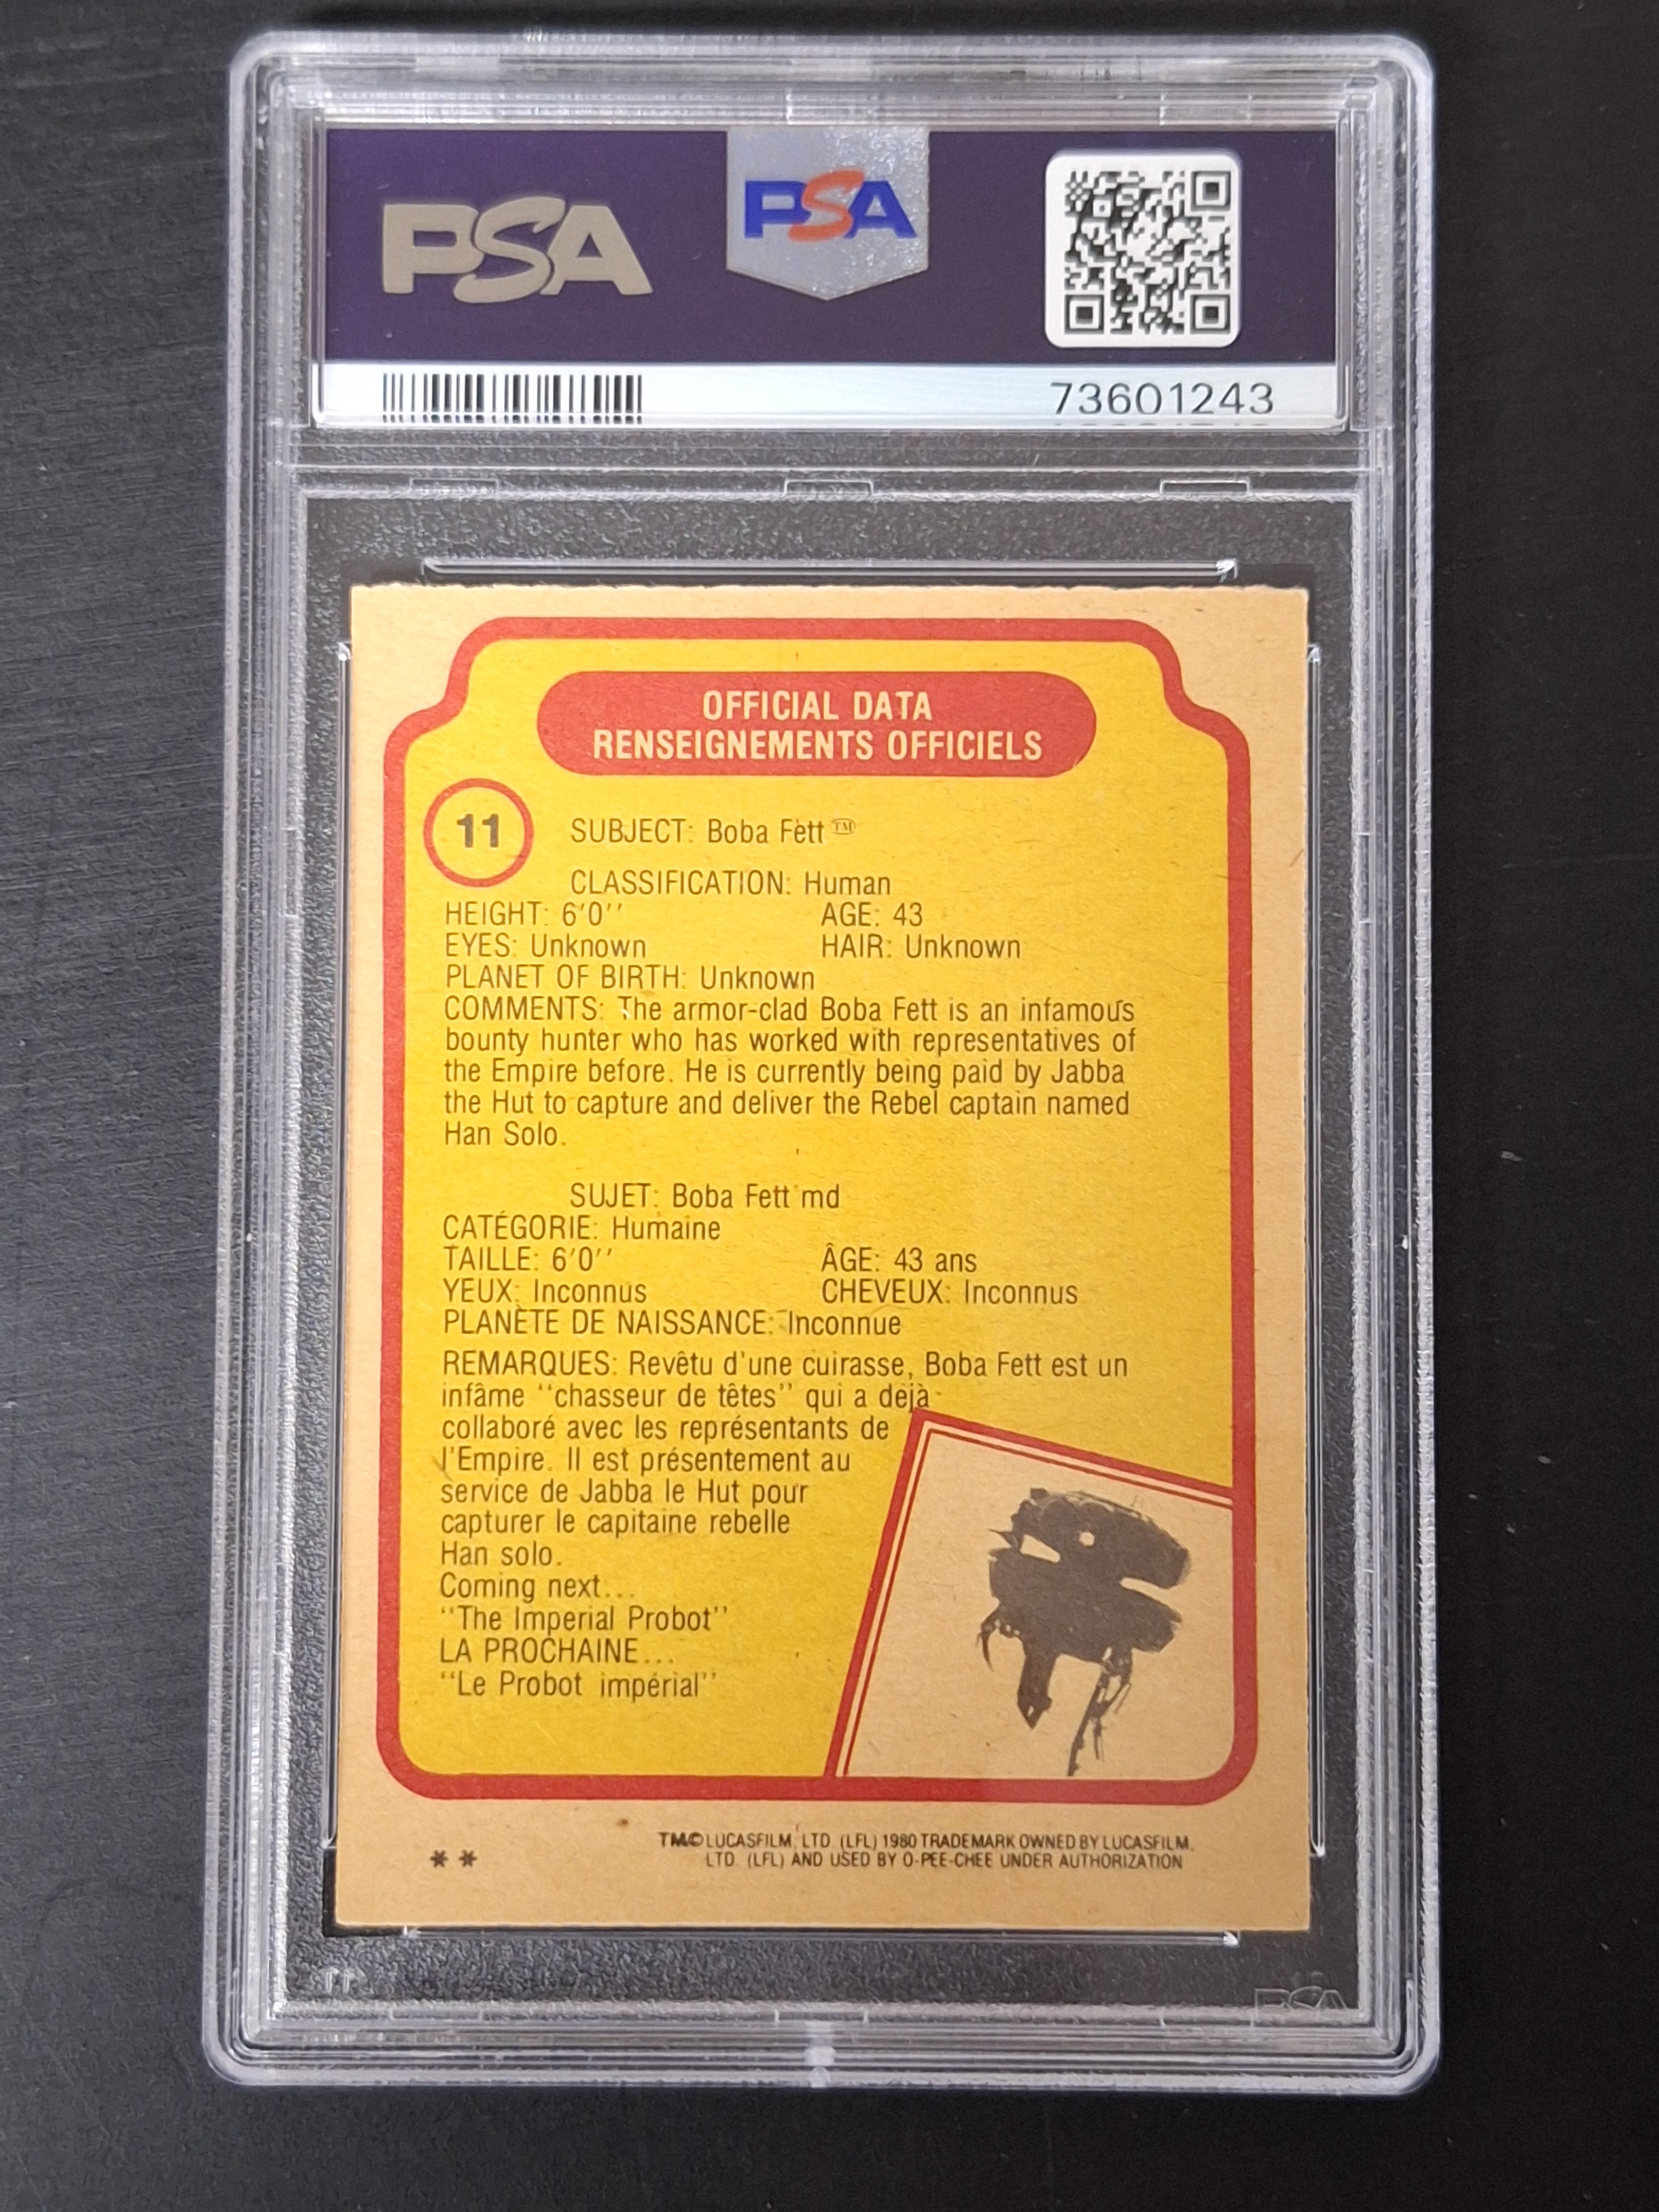 PSA
PSA
73601243
OFFICIAL DATA
RENSEIGNEMENTS OFFICIELS
11
SUBJECT: Boba Fett™
CLASSIFICATION: Human
HEIGHT: 6'0'' AGE: 43
EYES: Unknown HAIR: Unknown
PLANET OF BIRTH: Unknown
COMMENTS: The armor-clad Boba Fett is an infamous
bounty hunter who has worked with representatives of
the Empire before. He is currently being paid by Jabba
the Hut to capture and deliver the Rebel captain named
Han Solo.
SUJET: Boba Fett md
CATÉGORIE: Humaine
TAILLE: 6'0'' ÂGE: 43 ans
YEUX: Inconnus CHEVEUX: Inconnus
PLANÈTE DE NAISSANCE: Inconnue
REMARQUES: Revêtu d'une cuirasse, Boba Fett est un
infâme ''chasseur de têtes'' qui a dejà
collaboré avec les représentants de
l'Empire. Il est présentement au
service de Jabba le Hut pour
capturer le capitaine rebelle
Han solo.
Coming next...
''The Imperial Probot''
LA PROCHAINE...
''Le Probot impérial''
** TM© LUCASFILM, LTD. (LFL) 1980 TRADEMARK OWNED BY LUCASFILM,
LTD. (LFL) AND USED BY O-PEE-CHEE UNDER AUTHORIZATION
PSA